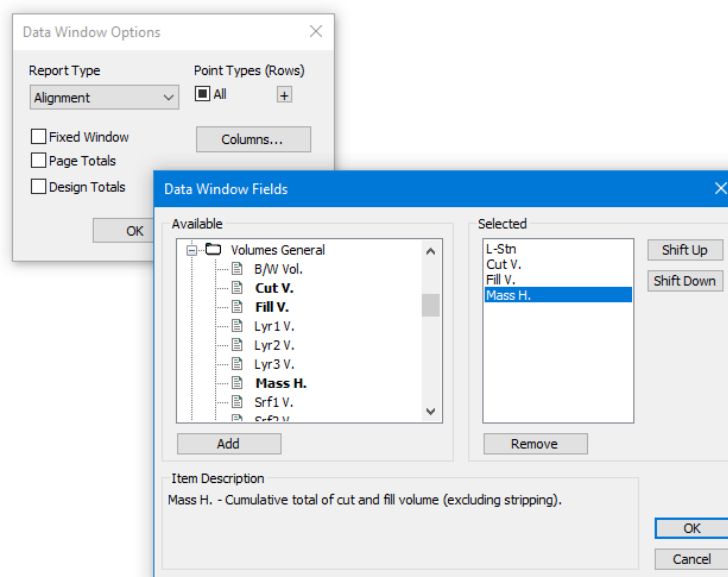 Data Window Options
Report Type
Point Types (Rows)
Alignment
All
+
Fixed Window
Columns...
Page Totals
Design Totals
OK
Data Window Fields
Available
Selected
Volumes General
B/W Vol.
Cut V.
Fill V.
Lyr1 V.
Lyr2 V.
Lyr3 V.
Mass H.
Srf1 V.
Srf2 V.
L-Stn
Cut V.
Fill V.
Mass H.
Shift Up
Shift Down
Add
Remove
Item Description
Mass H. - Cumulative total of cut and fill volume (excluding stripping).
OK
Cancel